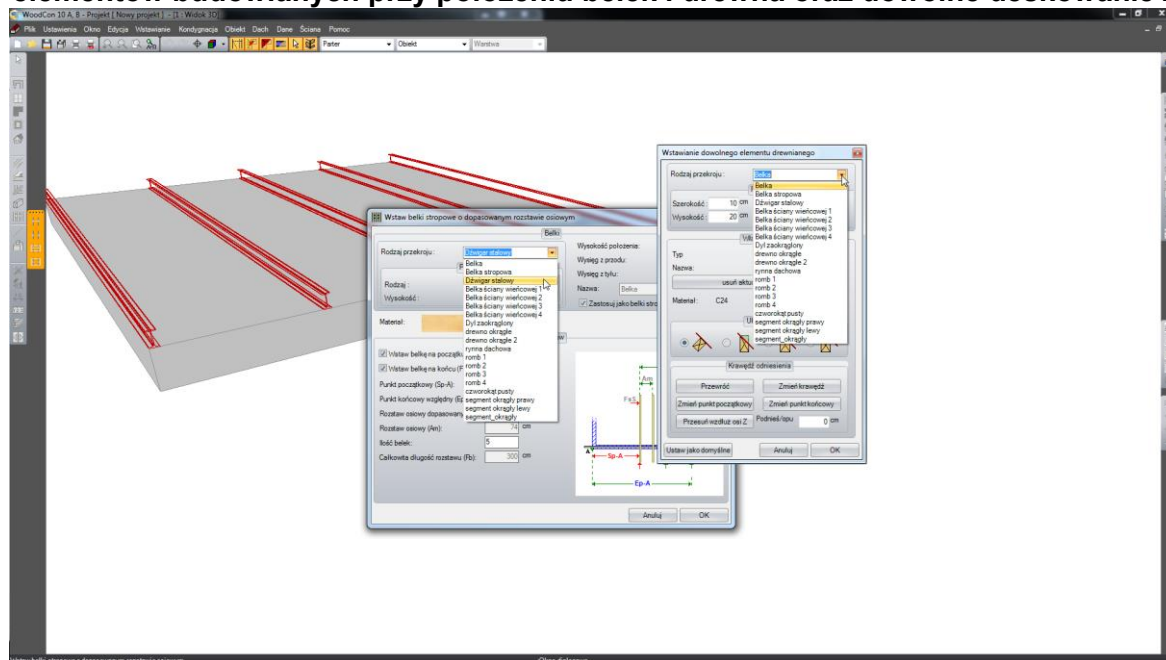 elementów budowlanych przy położeniu belek i drewna oraz dowolne deskowanie
WoodCon 10 A, B - Projekt [ Nowy projekt ] - [1 : Widok 3D]
Plik Ustawienia Okno Edycja Wstawianie Kondygnacja Obiekt Dach Dane Ściana Pomoc
Parter Obiekt Warstwa
Wstaw belki stropowe o dopasowanym rozstawie osiowym
Belki
Rodzaj przekroju : Dźwigar stalowy
Belka
Belka stropowa
Dźwigar stalowy
Belka ściany wieńcowej 1
Belka ściany wieńcowej 2
Belka ściany wieńcowej 3
Belka ściany wieńcowej 4
Dyl zaokrąglony
drewno okrągłe
drewno okrągłe 2
rynna dachowa
romb 1
romb 2
romb 3
romb 4
czworokąt pusty
segment okrągły prawy
segment okrągły lewy
segment_okrągły
Rodzaj :
Wysokość :
Wysokość położenia:
Wysięg z przodu:
Wysięg z tyłu:
Nazwa: Belka
Zastosuj jako belki
Materiał:
Wstaw belkę na
Wstaw belkę na końcu
Punkt początkowy (Sp-A):
Punkt końcowy względny
Rozstaw osiowy dopasowany
Rozstaw osiowy (Am): 74 cm
Ilość belek: 5
Całkowita długość rozstawu (Fb): 300 cm
Am
Sp-A
Ep-A
Anuluj OK
Wstawianie dowolnego elementu drewnianego
Rodzaj przekroju : Belka
Belka
Belka stropowa
Dźwigar stalowy
Belka ściany wieńcowej 1
Belka ściany wieńcowej 2
Belka ściany wieńcowej 3
Belka ściany wieńcowej 4
Dyl zaokrąglony
drewno okrągłe
drewno okrągłe 2
rynna dachowa
romb 1
romb 2
romb 3
romb 4
czworokąt pusty
segment okrągły prawy
segment okrągły lewy
segment_okrągły
Szerokość : 10 cm
Wysokość : 20 cm
Typ
Nazwa:
usuń
Materiał: C24
Krawędź odniesienia
Przewróć Zmień krawędź
Zmień punkt początkowy Zmień punkt końcowy
Przesuń wzdłuż osi Z Podnieś/opu 0 cm
Ustaw jako domyślne Anuluj OK